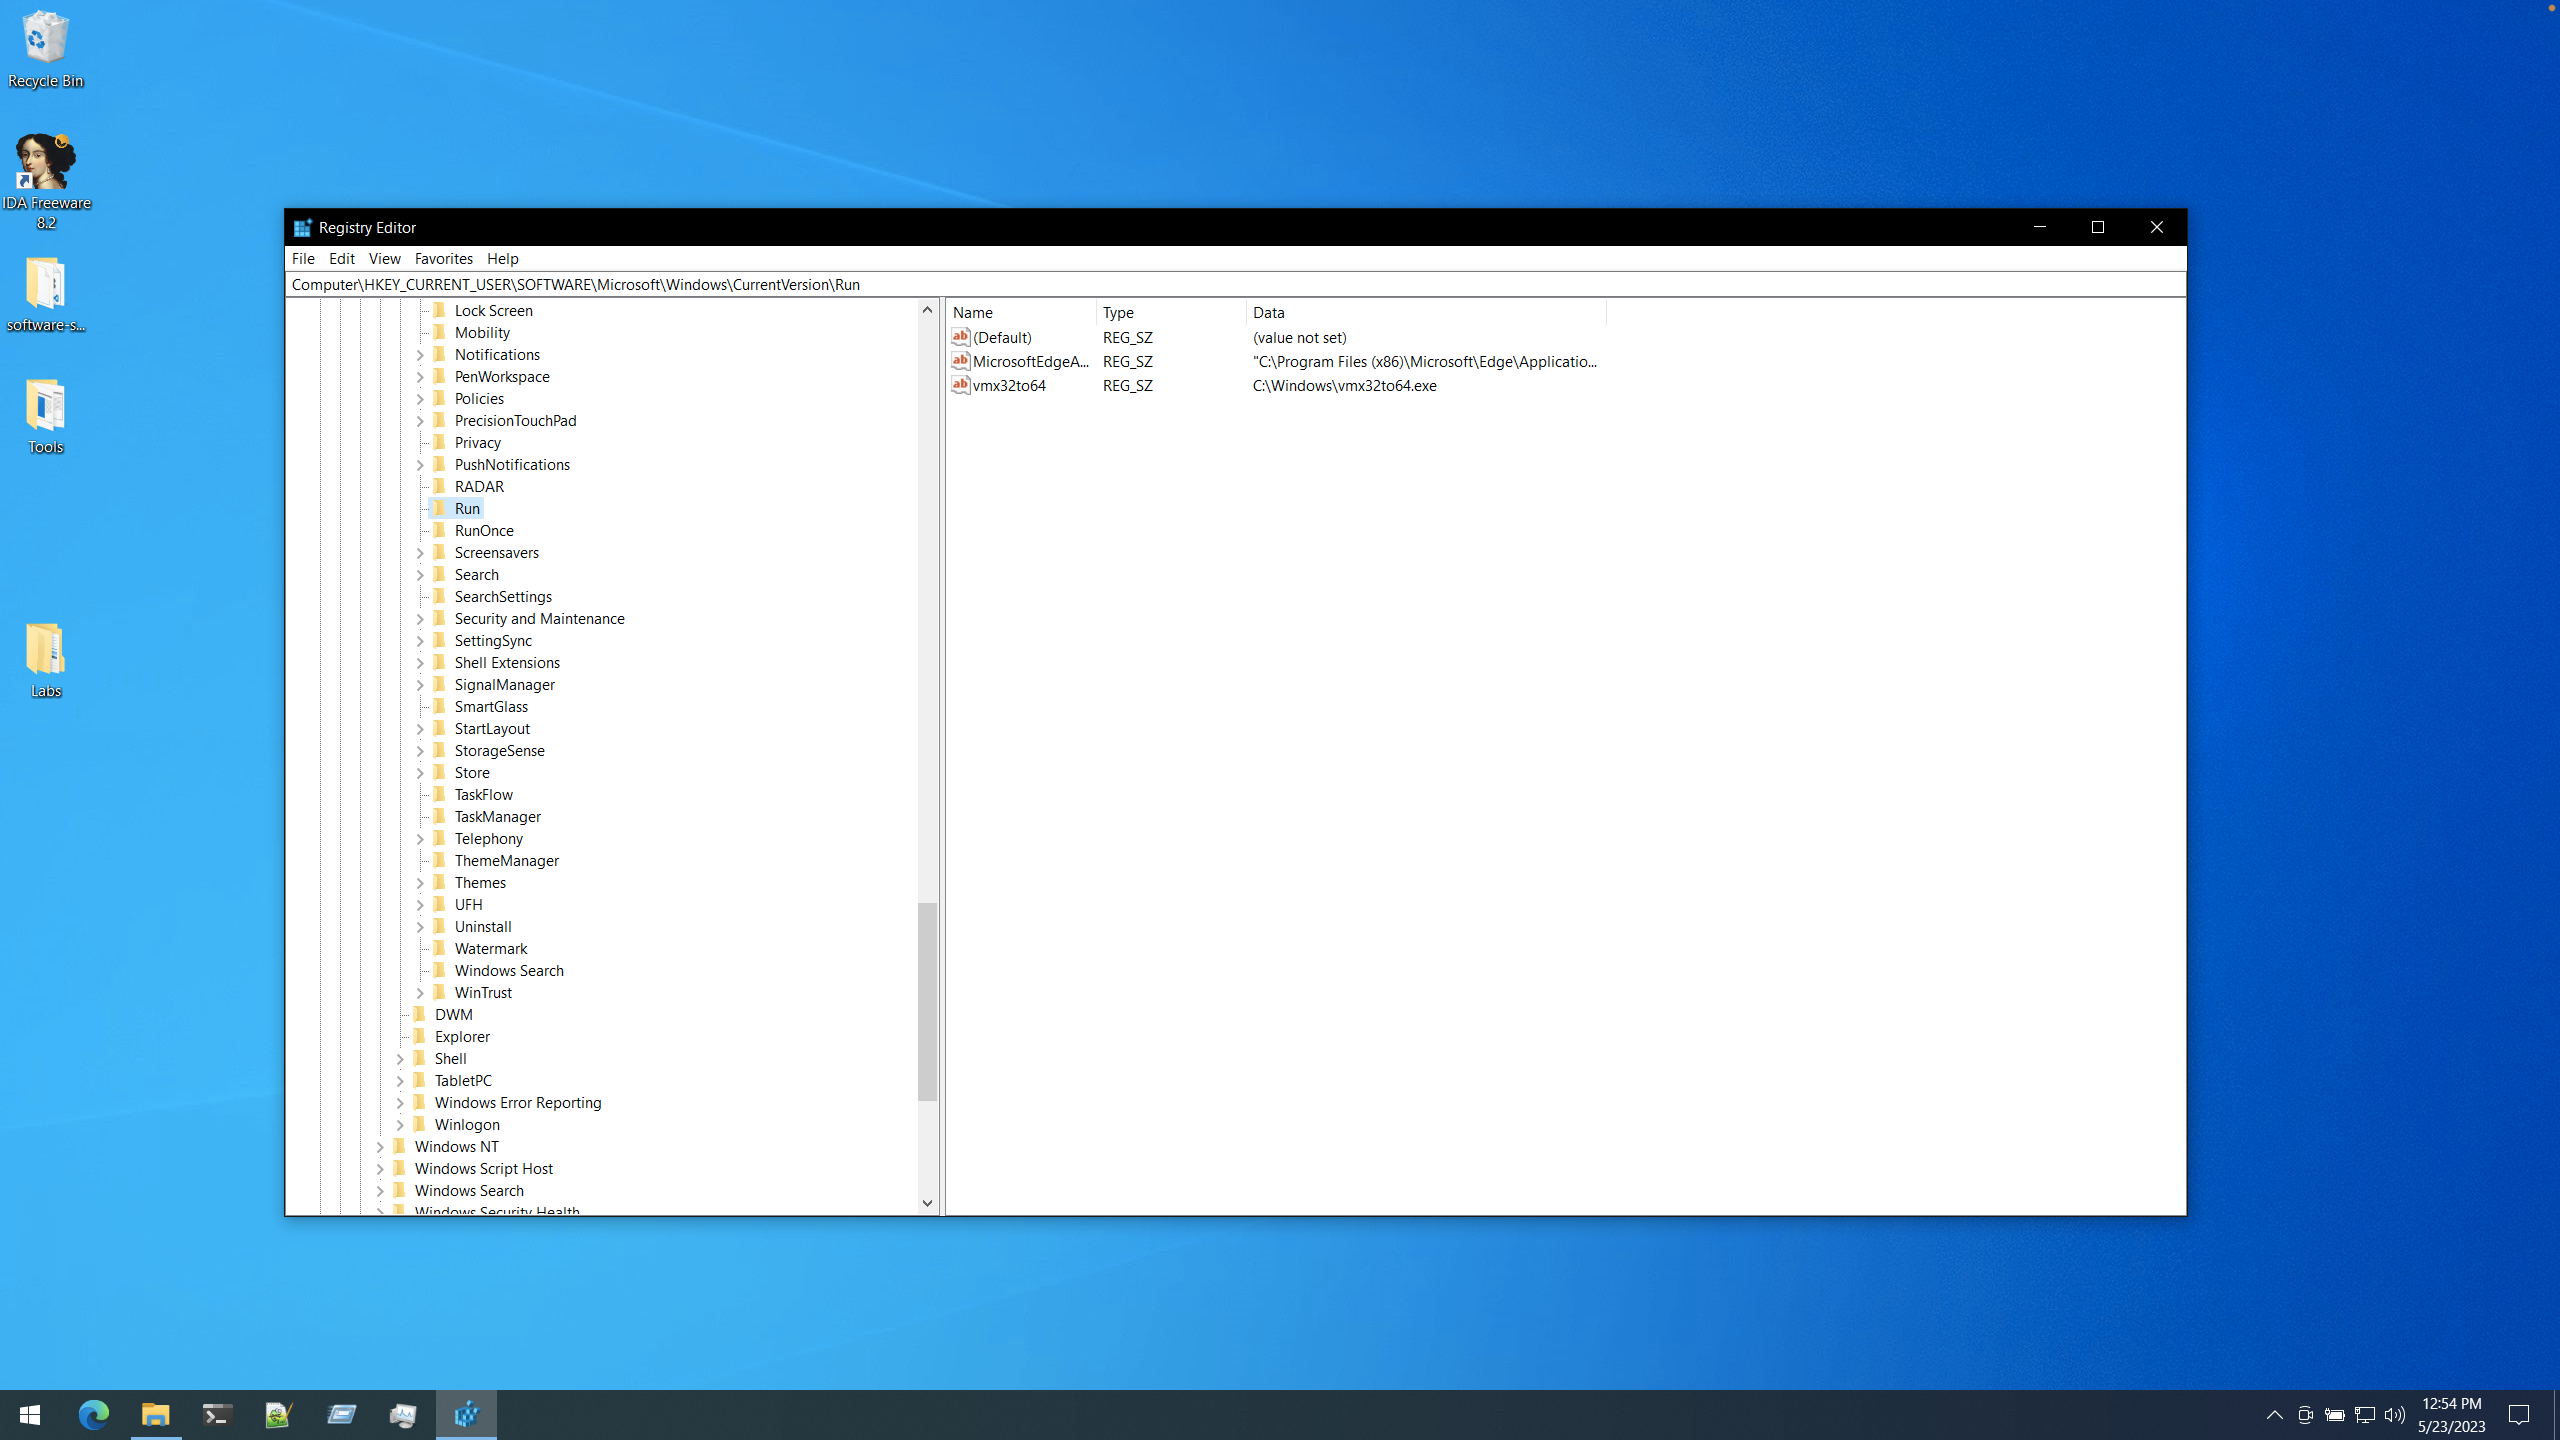 Recycle Bin
IDA Freeware
8.2
software-s...
Tools
Labs
Registry Editor
File Edit View Favorites Help
Computer\HKEY_CURRENT_USER\SOFTWARE\Microsoft\Windows\CurrentVersion\Run
Lock Screen
Mobility
Notifications
PenWorkspace
Policies
PrecisionTouchPad
Privacy
PushNotifications
RADAR
Run
RunOnce
Screensavers
Search
SearchSettings
Security and Maintenance
SettingSync
Shell Extensions
SignalManager
SmartGlass
StartLayout
StorageSense
Store
TaskFlow
TaskManager
Telephony
ThemeManager
Themes
UFH
Uninstall
Watermark
Windows Search
WinTrust
DWM
Explorer
Shell
TabletPC
Windows Error Reporting
Winlogon
Windows NT
Windows Script Host
Windows Search
Windows Security Health
Name Type Data
(Default) REG_SZ (value not set)
MicrosoftEdgeA... REG_SZ "C:\Program Files (x86)\Microsoft\Edge\Applicatio...
vmx32to64 REG_SZ C:\Windows\vmx32to64.exe
12:54 PM
5/23/2023